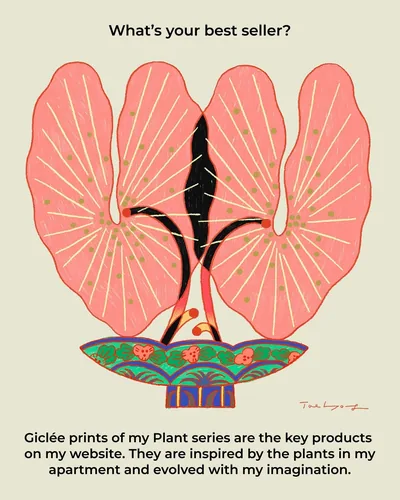 What's your best seller?
Giclée prints of my Plant series are the key products
on my website. They are inspired by the plants in my
apartment and evolved with my imagination.